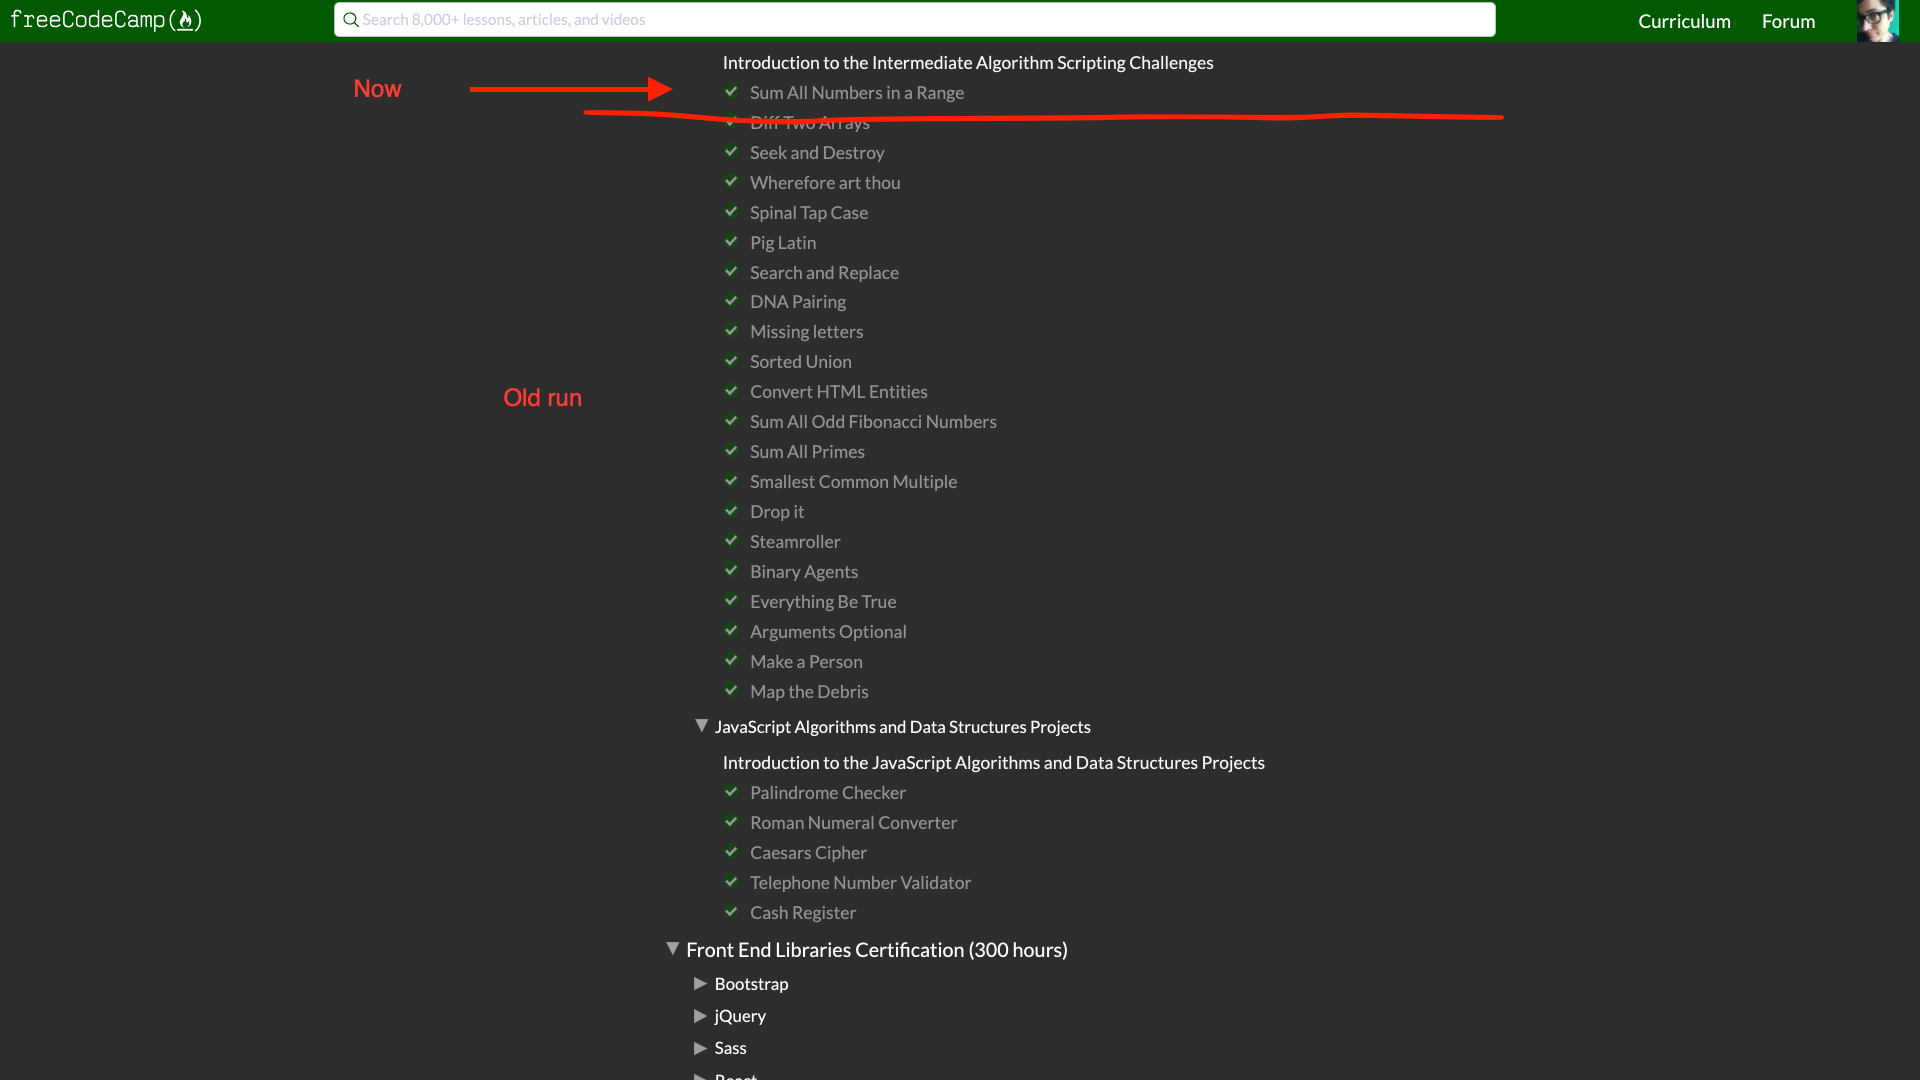 freeCodeCamp(🔥)
Search 8,000+ lessons, articles, and videos
Curriculum
Forum
Introduction to the Intermediate Algorithm Scripting Challenges
Now
Sum All Numbers in a Range
Diff Two Arrays
Seek and Destroy
Wherefore art thou
Spinal Tap Case
Pig Latin
Search and Replace
DNA Pairing
Missing letters
Sorted Union
Convert HTML Entities
Old run
Sum All Odd Fibonacci Numbers
Sum All Primes
Smallest Common Multiple
Drop it
Steamroller
Binary Agents
Everything Be True
Arguments Optional
Make a Person
Map the Debris
JavaScript Algorithms and Data Structures Projects
Introduction to the JavaScript Algorithms and Data Structures Projects
Palindrome Checker
Roman Numeral Converter
Caesars Cipher
Telephone Number Validator
Cash Register
Front End Libraries Certification (300 hours)
Bootstrap
jQuery
Sass
React